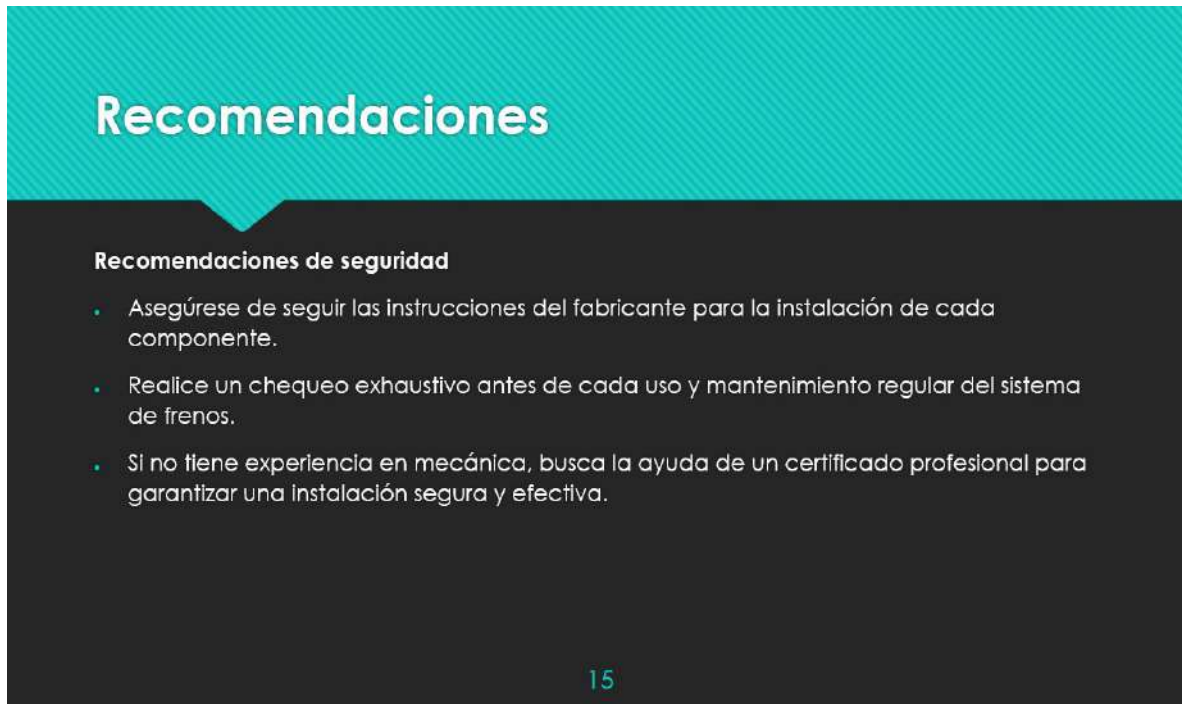 Recomendaciones
Recomendaciones de seguridad
• Asegúrese de seguir las instrucciones del fabricante para la instalación de cada
componente.
• Realice un chequeo exhaustivo antes de cada uso y mantenimiento regular del sistema
de frenos.
• Si no tiene experiencia en mecánica, busca la ayuda de un certificado profesional para
garantizar una instalación segura y efectiva.
15